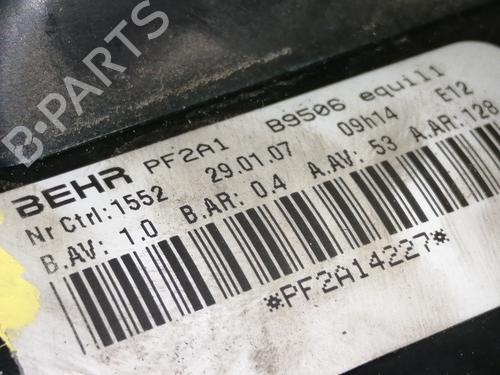 BEHR PF2A1 B9506 equil1
Nr Ctrl:1552 29.01.07 09h14 E12
B.AV: 1.0 B.AR: 0.4 A.AV: 53 A.AR:128
*PF2A14227*
B-PARTS